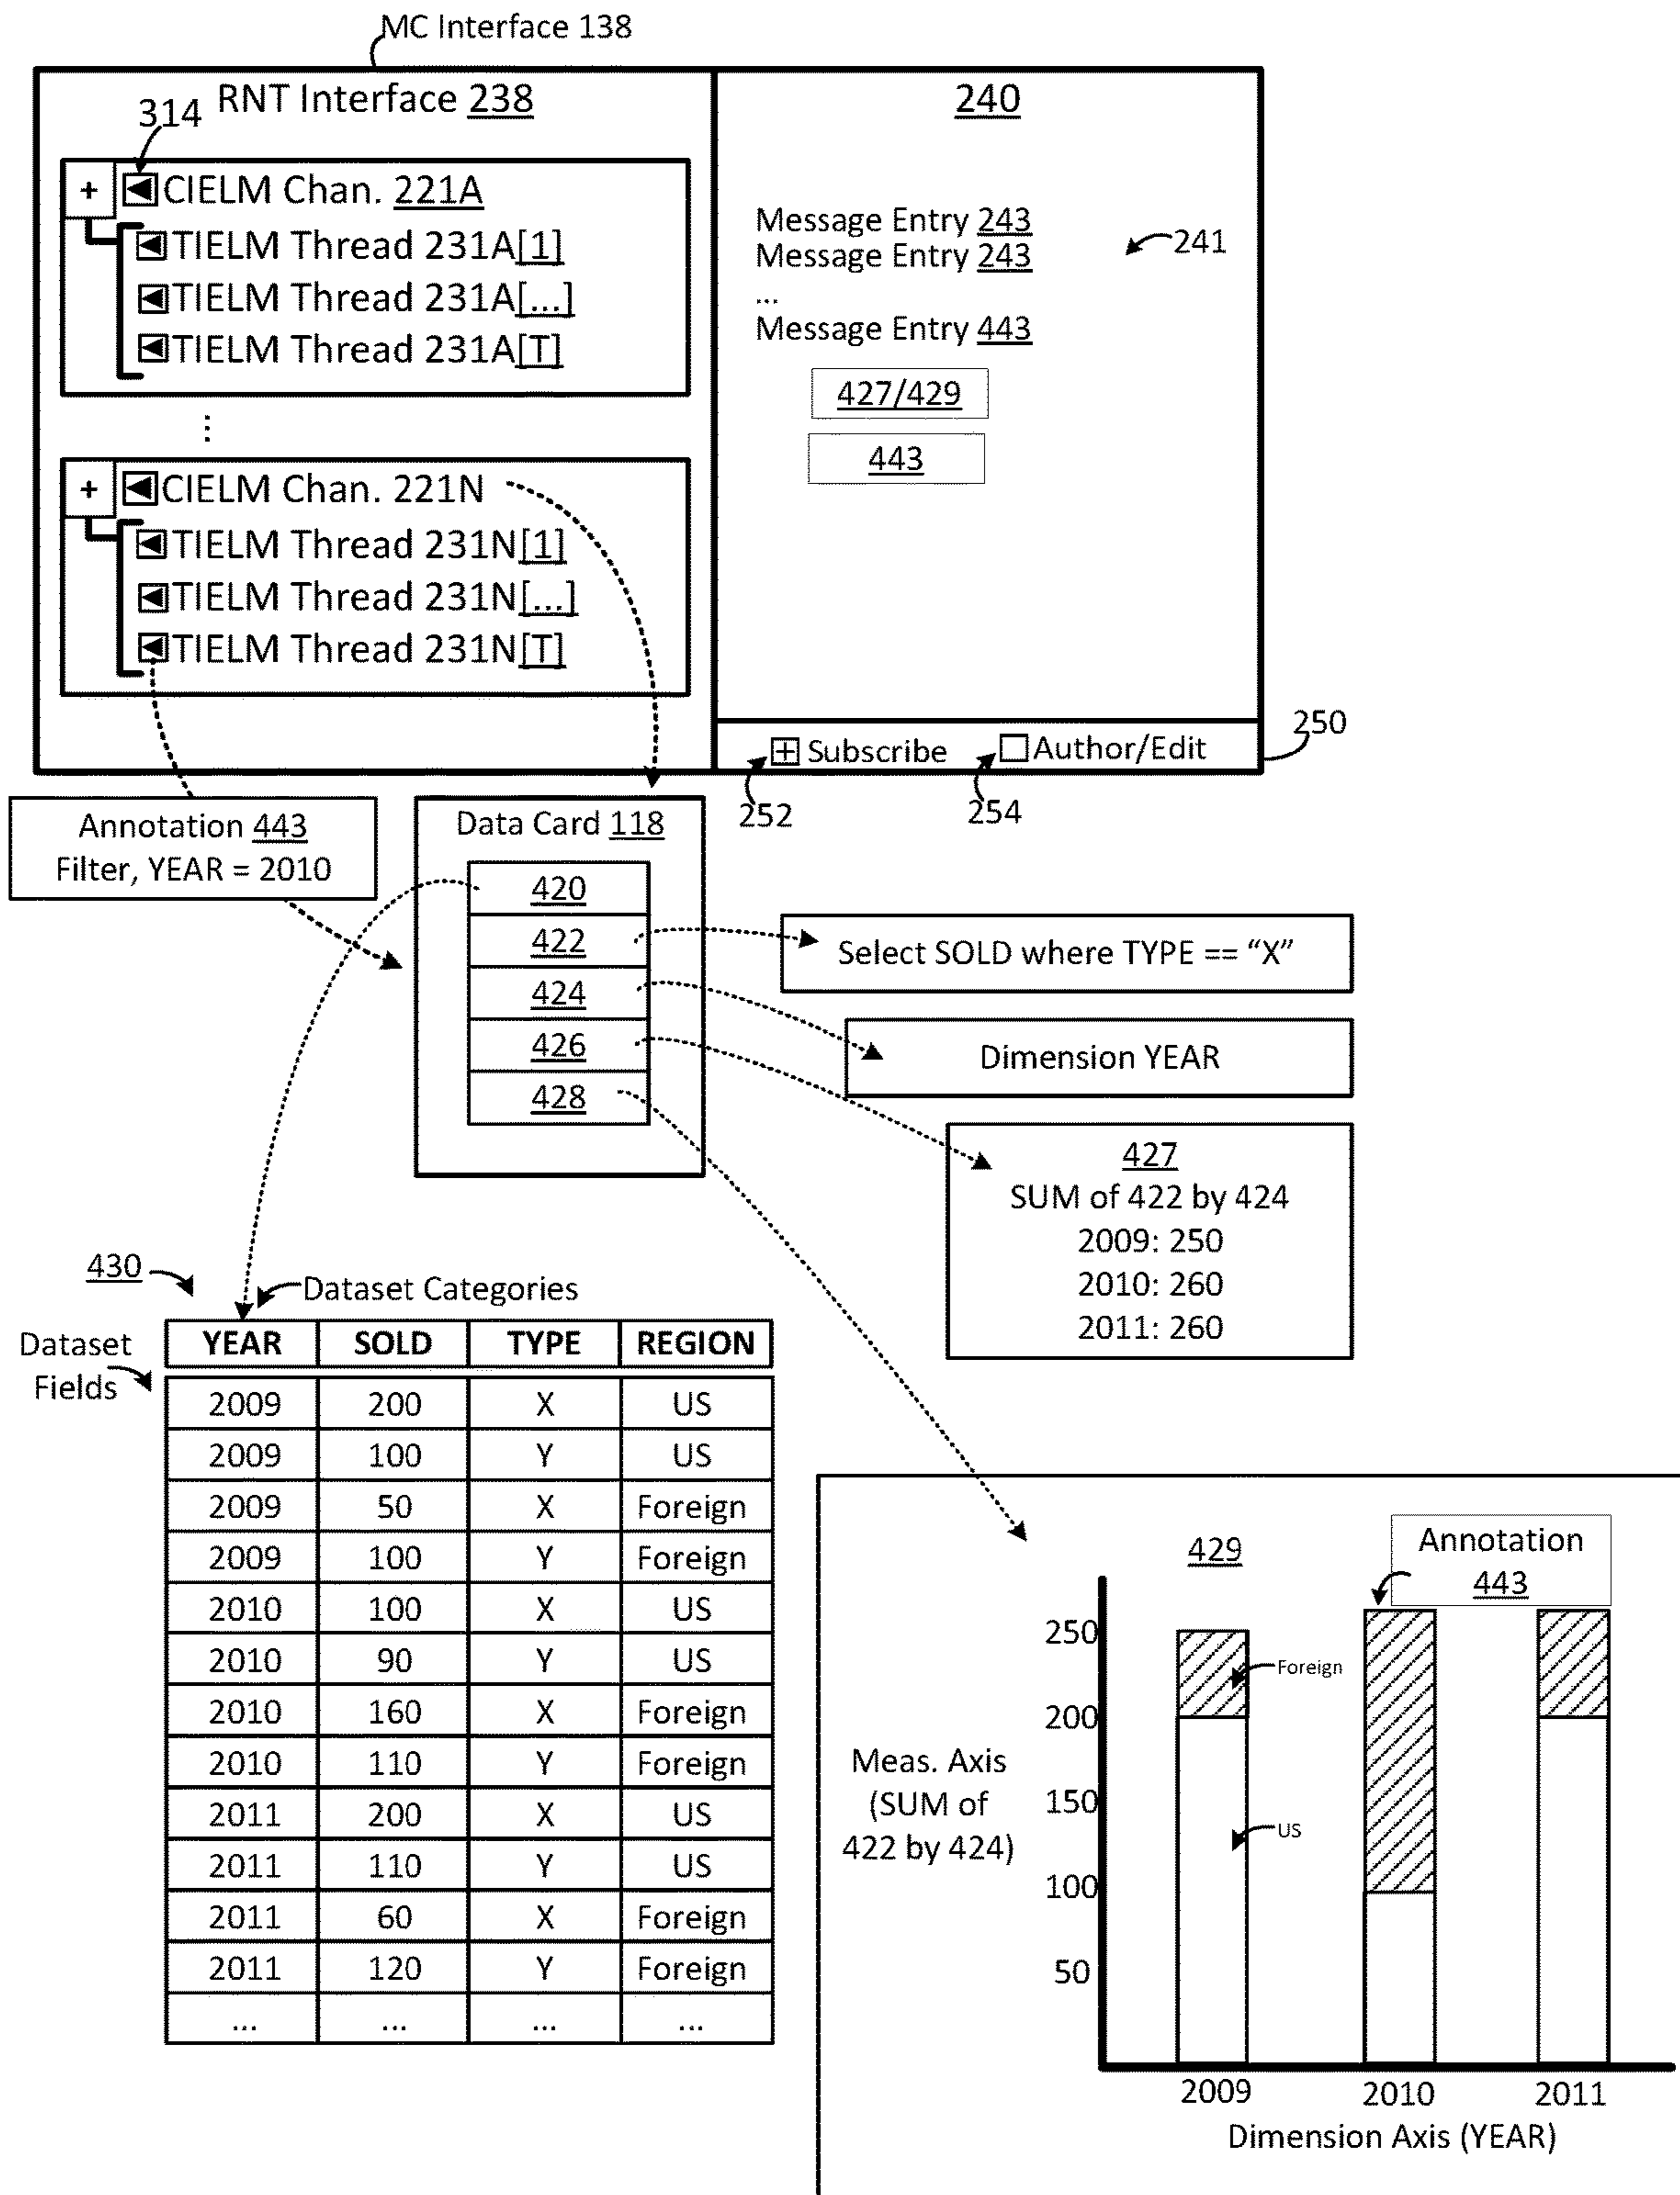 MC Interface 138
RNT Interface 238
314
+ CIELM Chan. 221A
TIELM Thread 231A[1]
TIELM Thread 231A[...]
TIELM Thread 231A[T]
⋮
+ CIELM Chan. 221N
TIELM Thread 231N[1]
TIELM Thread 231N[...]
TIELM Thread 231N[T]
240
Message Entry 243
Message Entry 243
...
Message Entry 443
241
427/429
443
+ Subscribe
Author/Edit
250
252
254
Annotation 443
Filter, YEAR = 2010
Data Card 118
420
422
424
426
428
Select SOLD where TYPE == “X”
Dimension YEAR
427
SUM of 422 by 424
2009: 250
2010: 260
2011: 260
430
Dataset Categories
Dataset
Fields
YEAR SOLD TYPE REGION
2009 200 X US
2009 100 Y US
2009 50 X Foreign
2009 100 Y Foreign
2010 100 X US
2010 90 Y US
2010 160 X Foreign
2010 110 Y Foreign
2011 200 X US
2011 110 Y US
2011 60 X Foreign
2011 120 Y Foreign
... ... ... ...
429
Annotation
443
250
200
150
100
50
Foreign
US
Meas. Axis
(SUM of
422 by 424)
2009 2010 2011
Dimension Axis (YEAR)